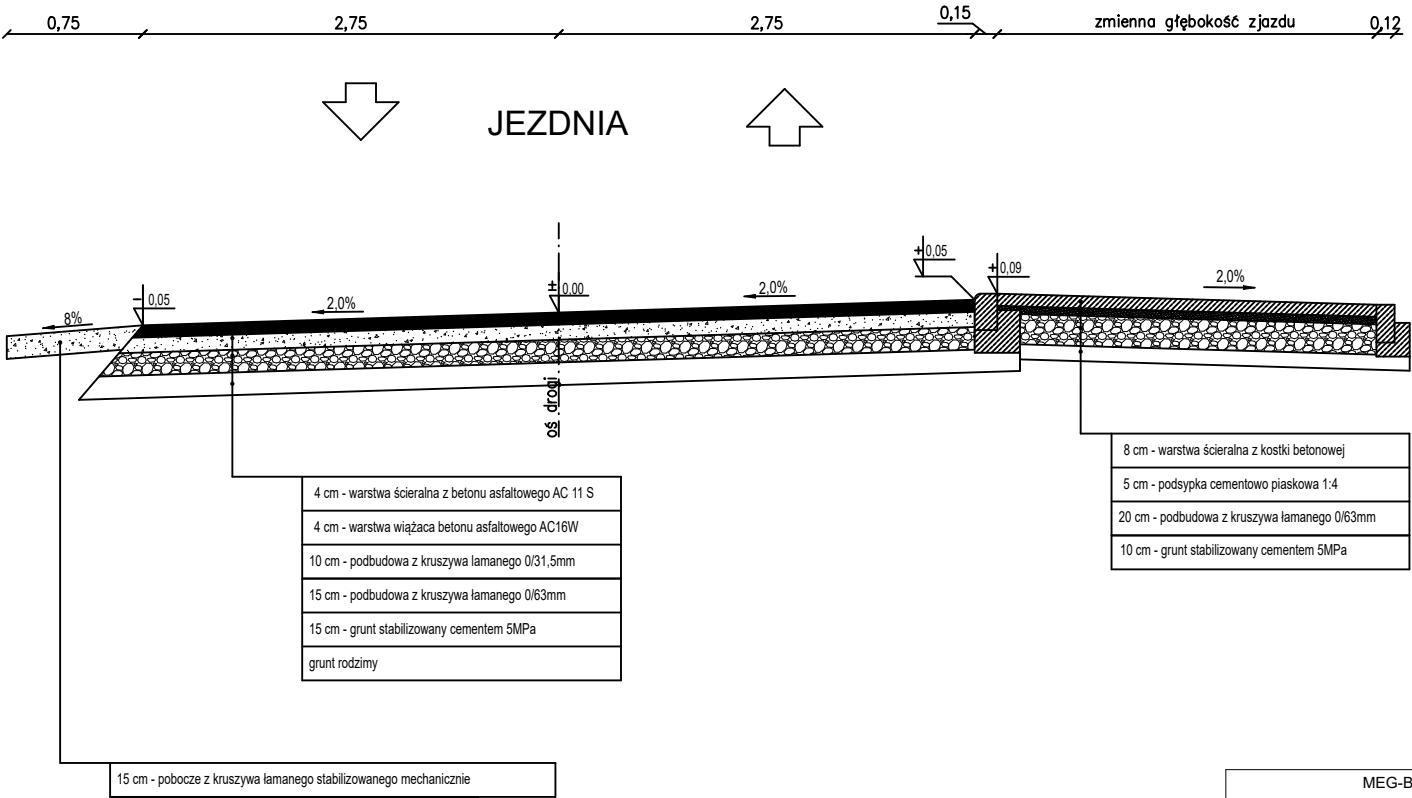 0,75
2,75
2,75
0,15
zmienna głębokość zjazdu
0,12
JEZDNIA
8%
− 0,05
2,0%
± 0.00
2,0%
+ 0,05
+ 0,09
2,0%
oś drogi
4 cm - warstwa ścieralna z betonu asfaltowego AC 11 S
4 cm - warstwa wiążaca betonu asfaltowego AC16W
10 cm - podbudowa z kruszywa lamanego 0/31,5mm
15 cm - podbudowa z kruszywa łamanego 0/63mm
15 cm - grunt stabilizowany cementem 5MPa
grunt rodzimy
8 cm - warstwa ścieralna z kostki betonowej
5 cm - podsypka cementowo piaskowa 1:4
20 cm - podbudowa z kruszywa łamanego 0/63mm
10 cm - grunt stabilizowany cementem 5MPa
15 cm - pobocze z kruszywa łamanego stabilizowanego mechanicznie
MEG-B